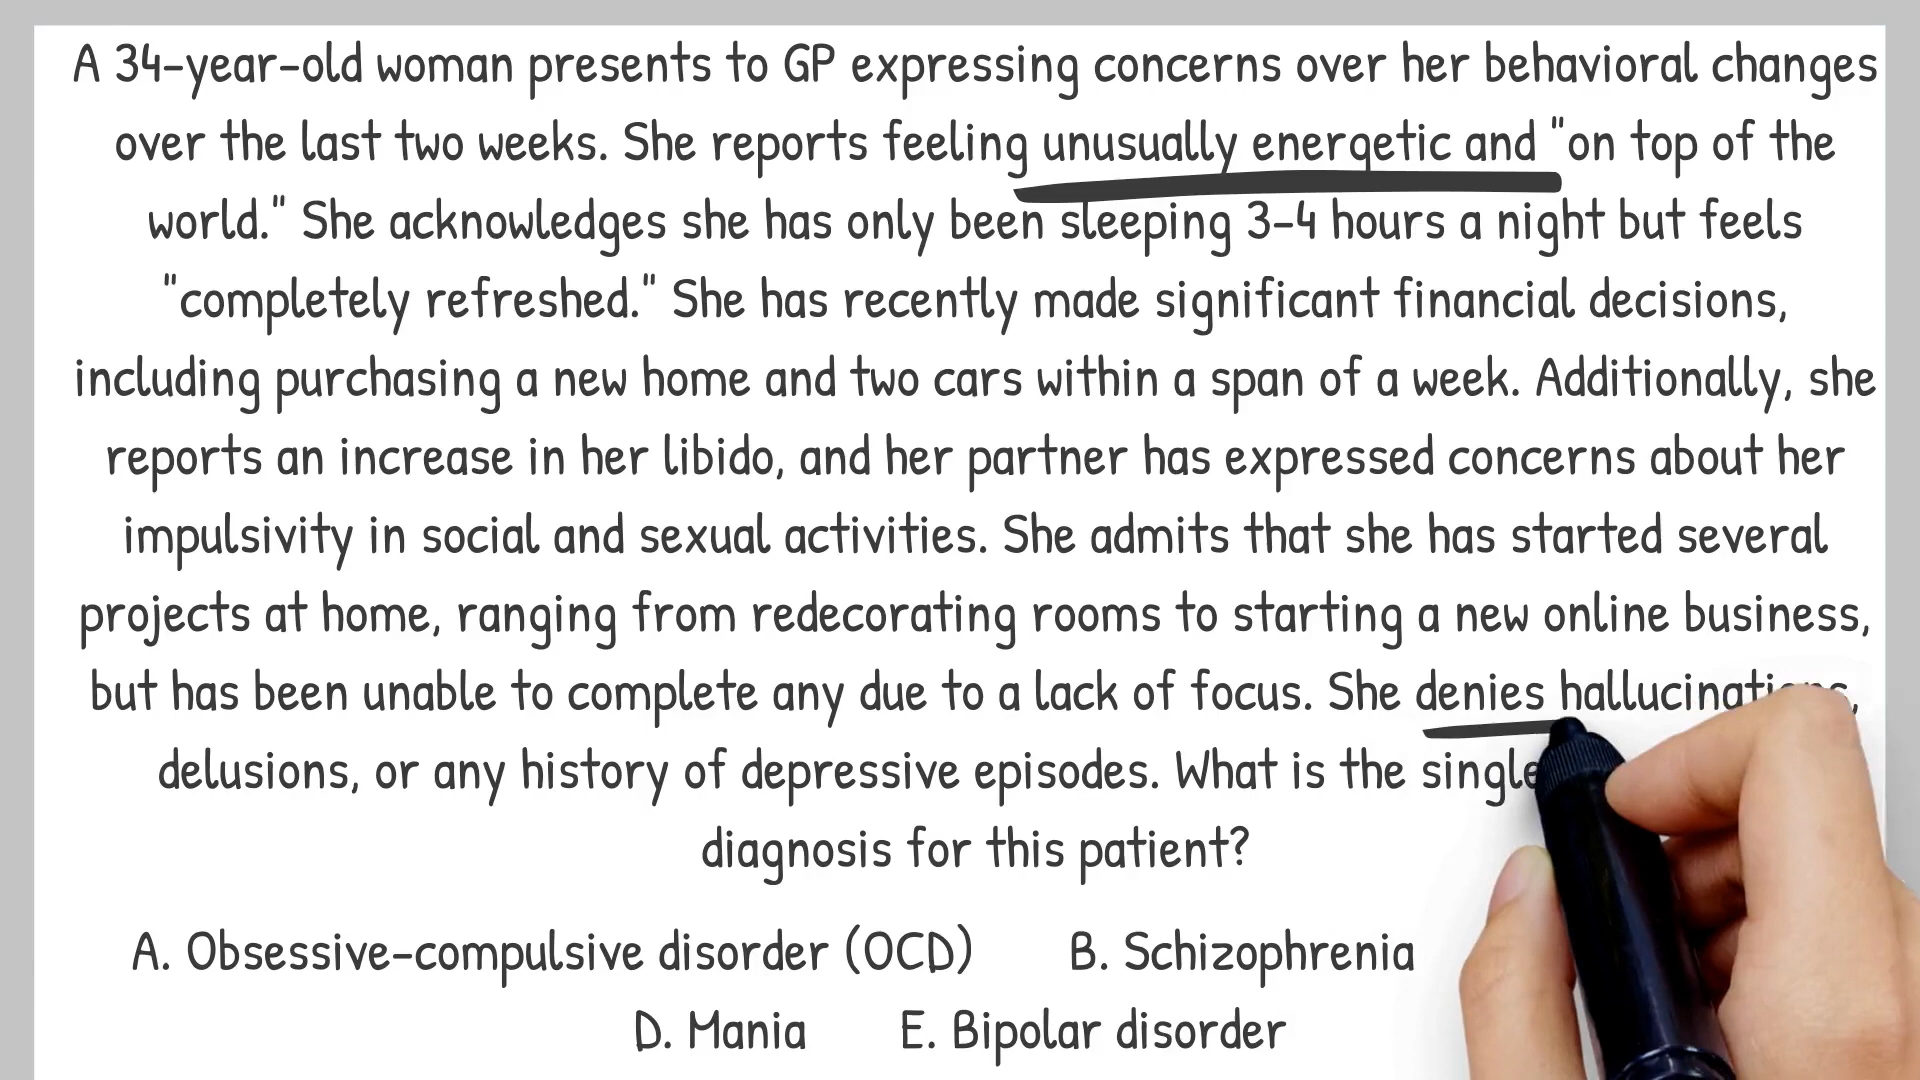 A 34-year-old woman presents to GP expressing concerns over her behavioral changes
over the last two weeks. She reports feeling unusually energetic and "on top of the
world." She acknowledges she has only been sleeping 3-4 hours a night but feels
"completely refreshed." She has recently made significant financial decisions,
including purchasing a new home and two cars within a span of a week. Additionally, she
reports an increase in her libido, and her partner has expressed concerns about her
impulsivity in social and sexual activities. She admits that she has started several
projects at home, ranging from redecorating rooms to starting a new online business,
but has been unable to complete any due to a lack of focus. She denies hallucinations,
delusions, or any history of depressive episodes. What is the single
diagnosis for this patient?
A. Obsessive-compulsive disorder (OCD) B. Schizophrenia
D. Mania E. Bipolar disorder